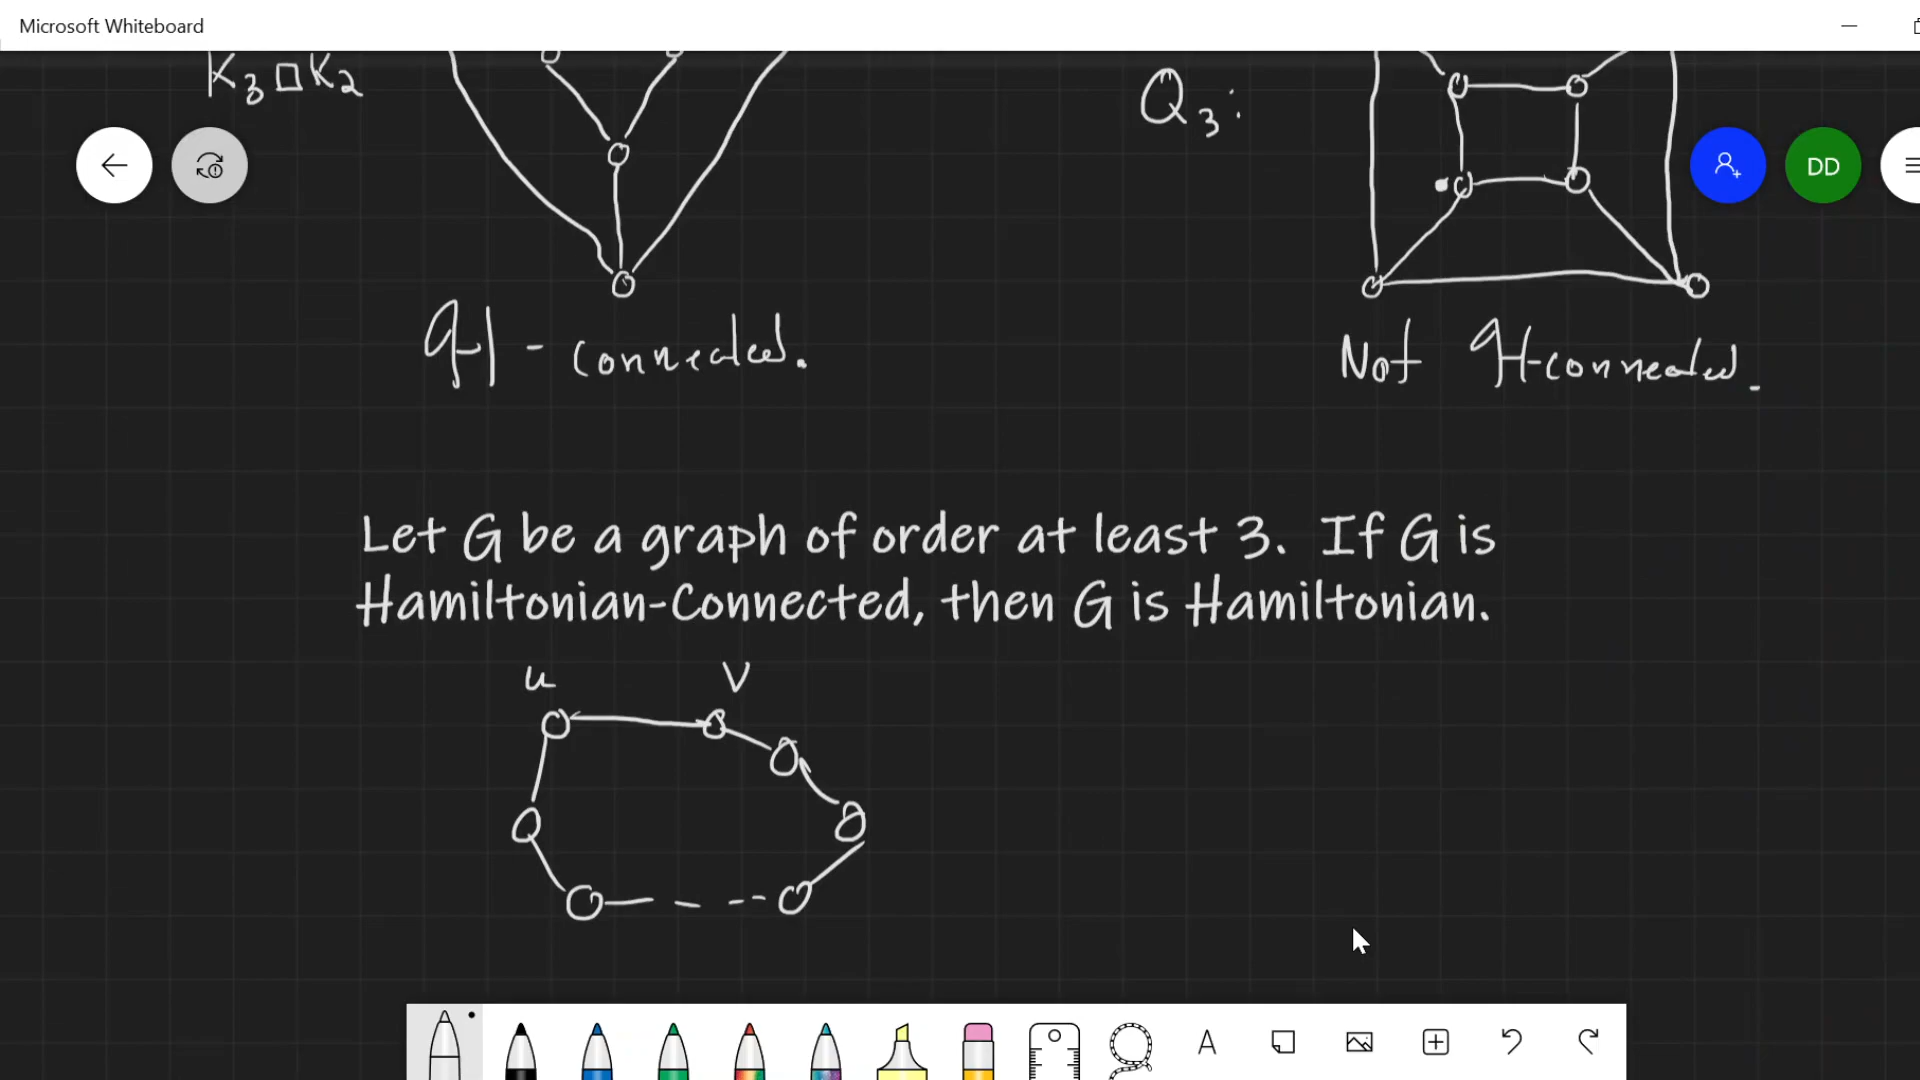 Microsoft Whiteboard
K₃□K₂
Q₃:
DD
H-connected.
Not H-connected.
Let G be a graph of order at least 3. If G is
Hamiltonian-Connected, then G is Hamiltonian.
u v
A